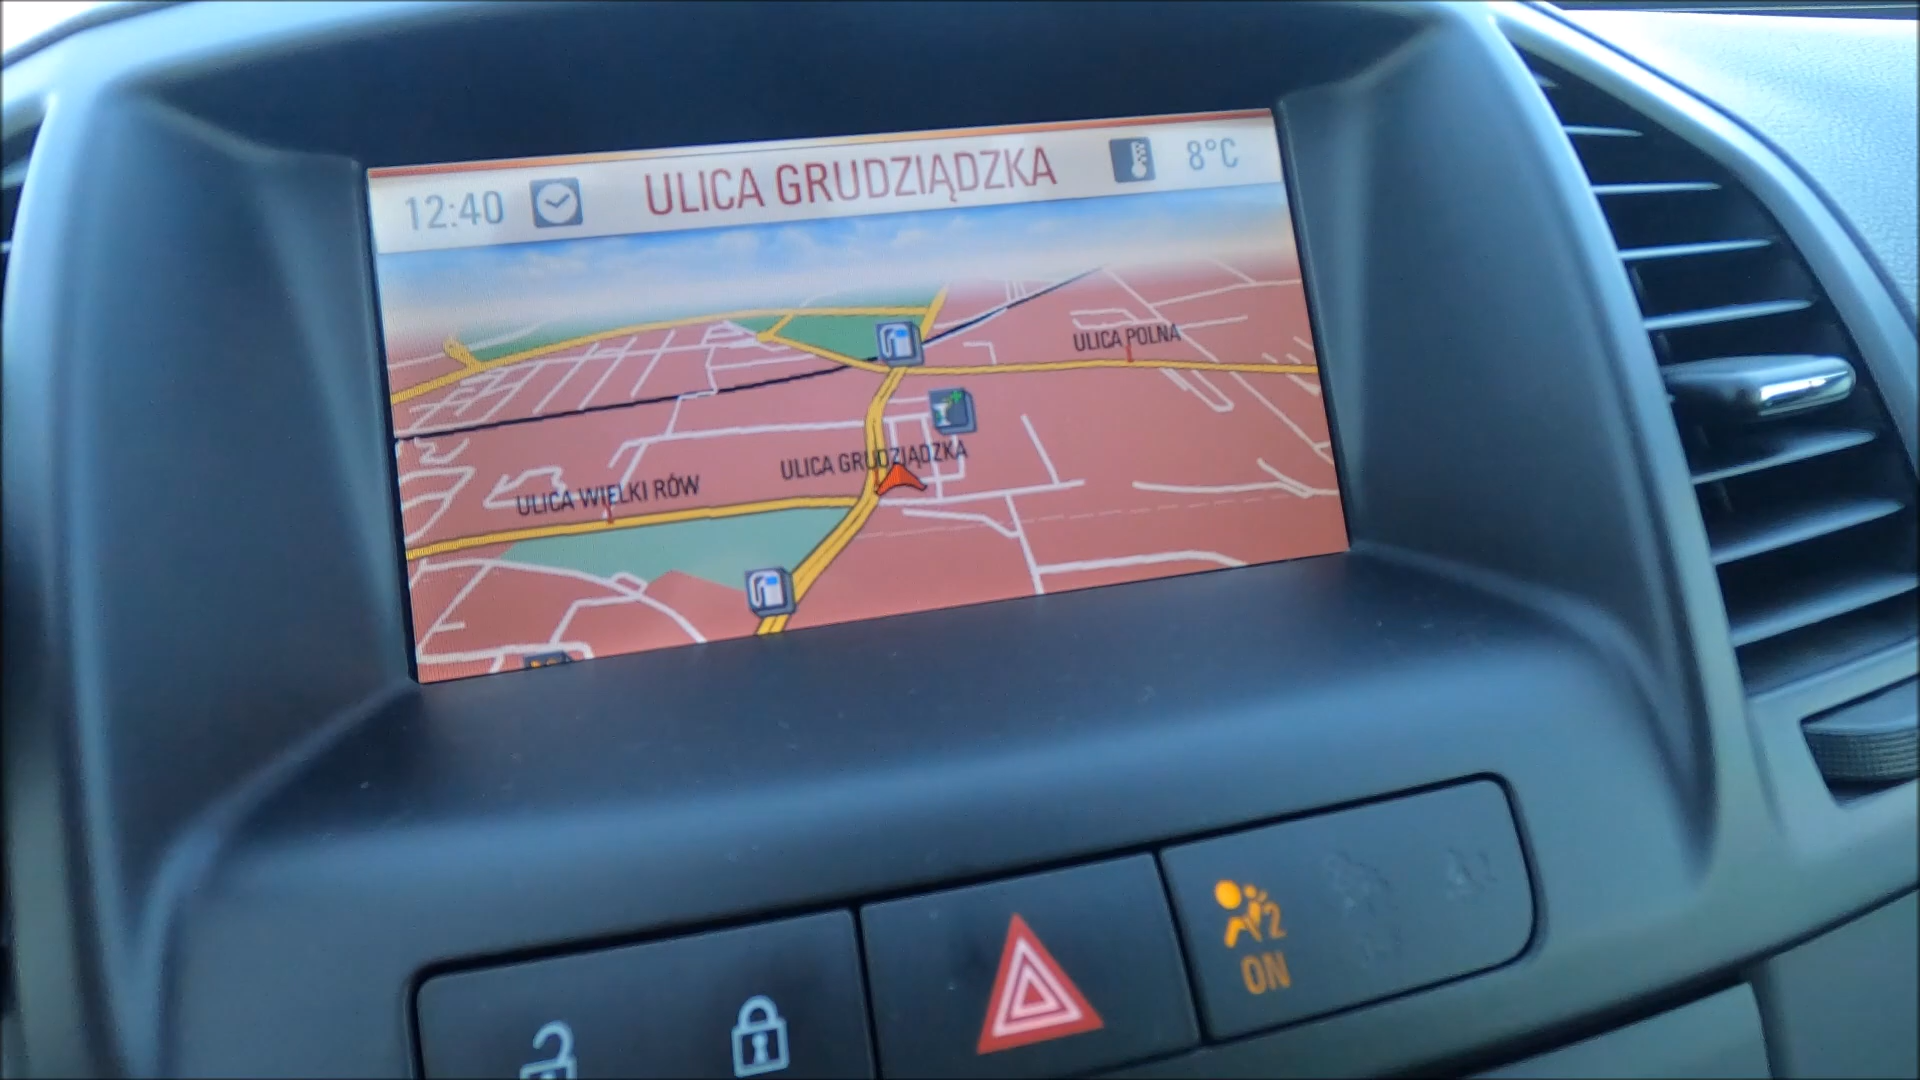 12:40 ULICA GRUDZIĄDZKA 8°C
ULICA POLNA
ULICA GRUDZIĄDZKA
ULICA WIELKI RÓW
2
ON